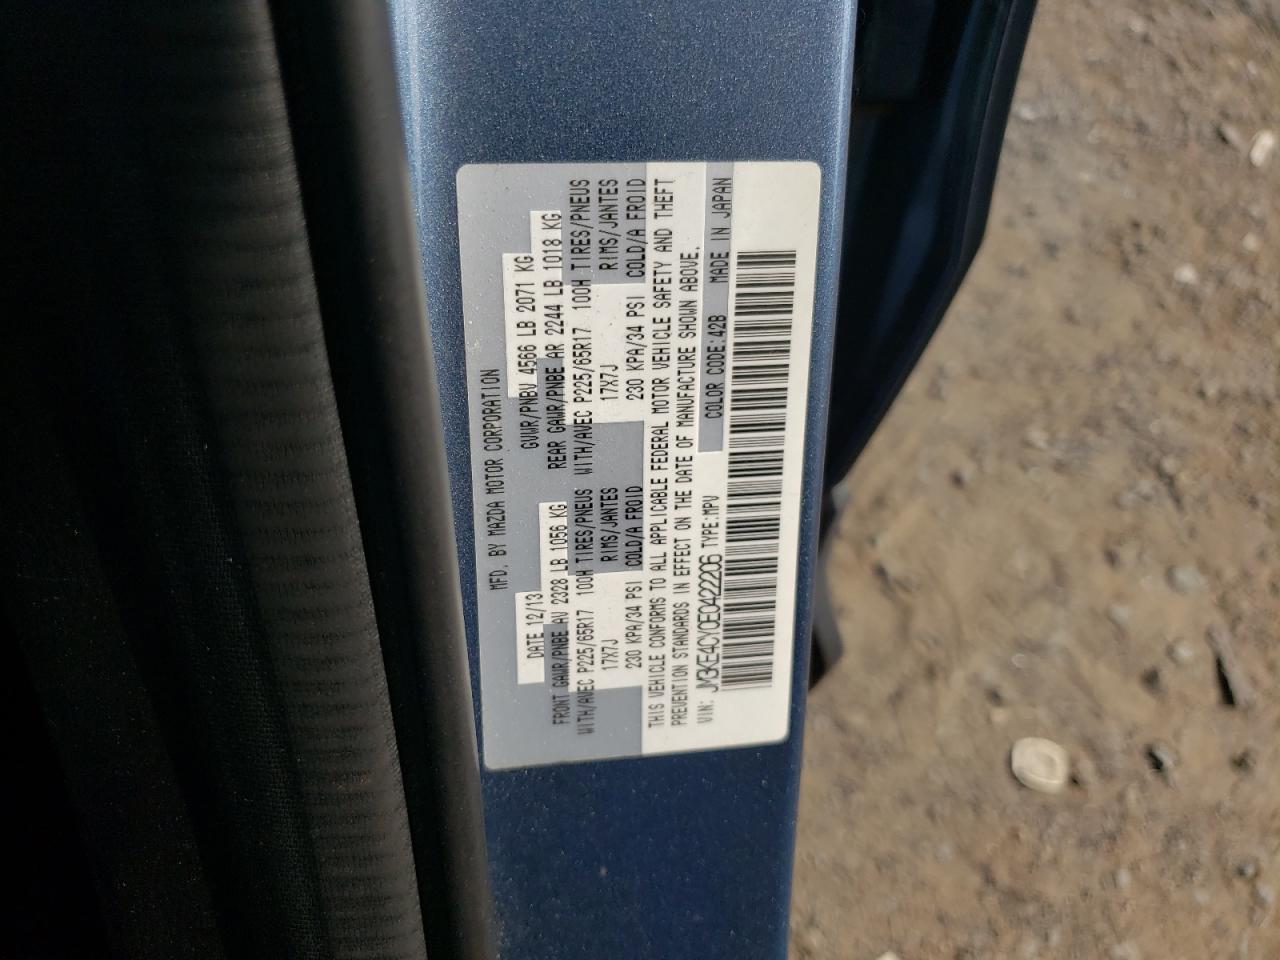 MFD. BY MAZDA MOTOR CORPORATION
DATE 12/13 GVWR/PNBV 4566 LB 2071 KG
FRONT GAWR/PNBE AV 2328 LB 1056 KG REAR GAWR/PNBE AR 2244 LB 1018 KG
WITH/AVEC P225/65R17 100H TIRES/PNEUS WITH/AVEC P225/65R17 100H TIRES/PNEUS
17X7J RIMS/JANTES 17X7J RIMS/JANTES
230 KPA/34 PSI COLD/A FROID 230 KPA/34 PSI COLD/A FROID
THIS VEHICLE CONFORMS TO ALL APPLICABLE FEDERAL MOTOR VEHICLE SAFETY AND THEFT
PREVENTION STANDARDS IN EFFECT ON THE DATE OF MANUFACTURE SHOWN ABOVE.
VIN: JM3KE4CY0E0422206 TYPE:MPV COLOR CODE:42B MADE IN JAPAN